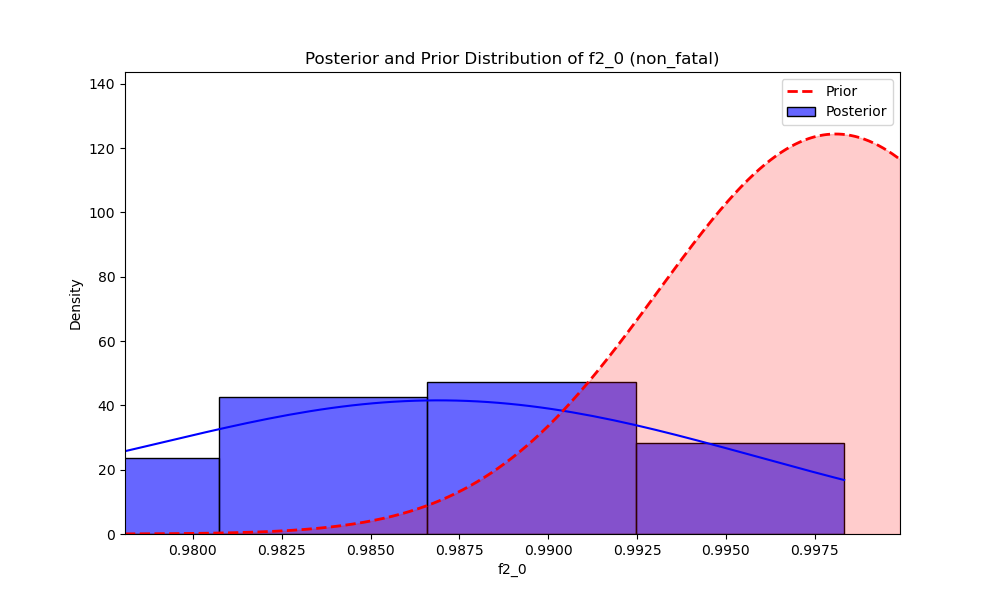 Posterior and Prior Distribution of f2_0 (non_fatal)
140
120
100
80
60
40
20
0
Density
Prior
Posterior
0.9800 0.9825 0.9850 0.9875 0.9900 0.9925 0.9950 0.9975
f2_0